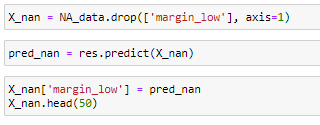 X_nan = NA_data.drop(['margin_low'], axis=1)
pred_nan = res.predict(X_nan)
X_nan['margin_low'] = pred_nan
X_nan.head(50)